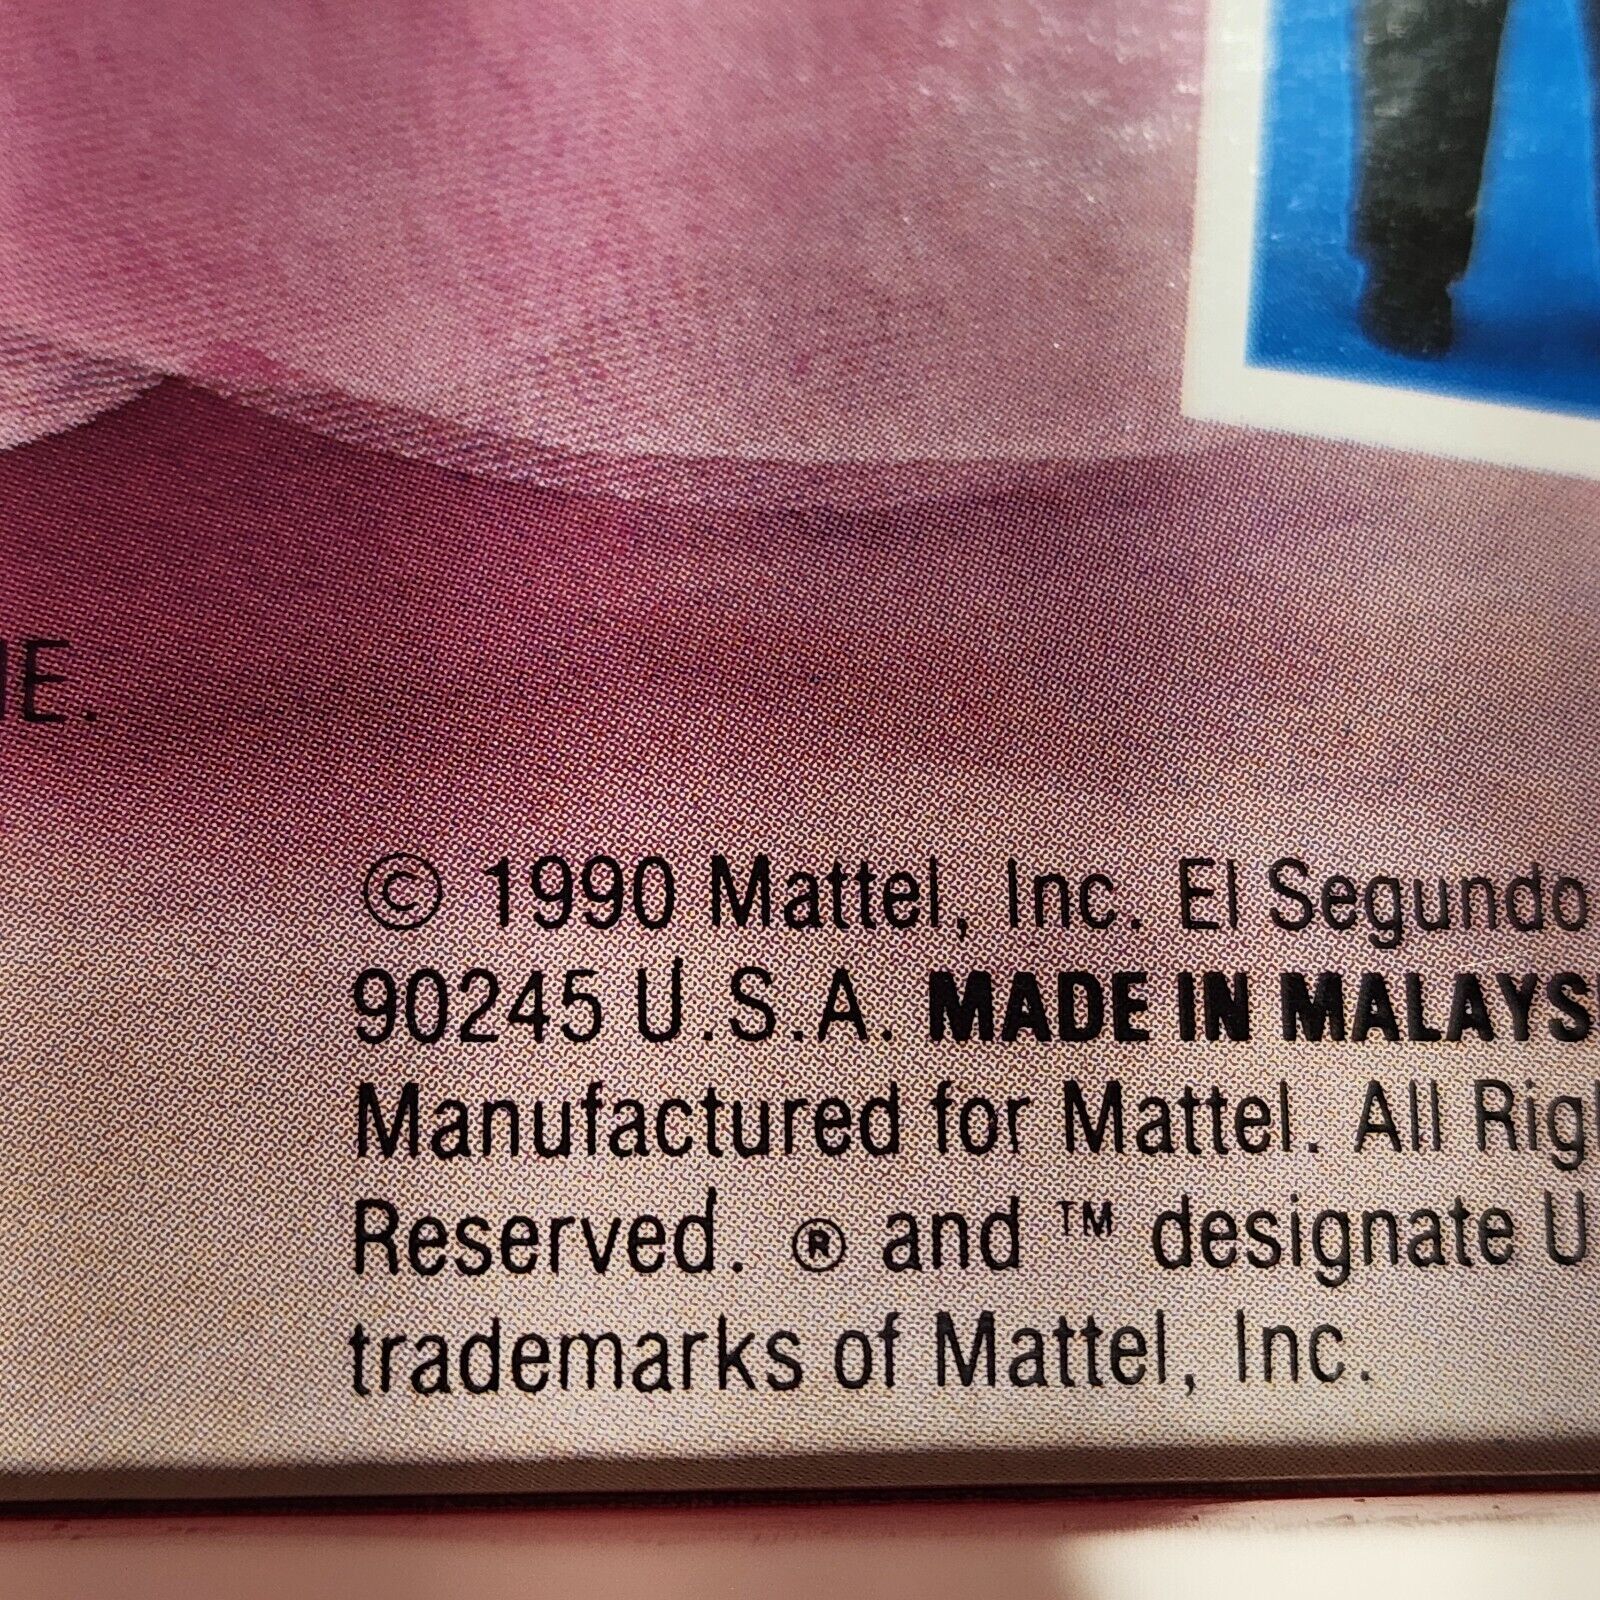 UE.
© 1990 Mattel, Inc. El Segundo
90245 U.S.A. MADE IN MALAYS
Manufactured for Mattel. All Rig
Reserved. ® and ™ designate U
trademarks of Mattel, Inc.